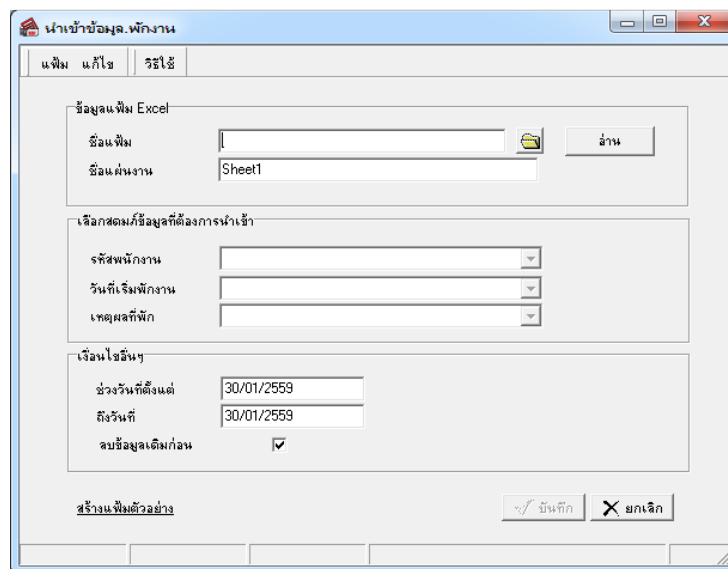 นำเข้าข้อมูล.พักงาน
แฟ้ม แก้ไข วิธีใช้
ข้อมูลแฟ้ม Excel
ชื่อแฟ้ม
อ่าน
ชื่อแผ่นงาน Sheet1
เลือกสดมภ์ข้อมูลที่ต้องการนำเข้า
รหัสพนักงาน
วันที่เริ่มพักงาน
เหตุผลที่พัก
เงื่อนไขอื่นๆ
ช่วงวันที่ตั้งแต่ 30/01/2559
ถึงวันที่ 30/01/2559
ลบข้อมูลเดิมก่อน
สร้างแฟ้มตัวอย่าง บันทึก ยกเลิก